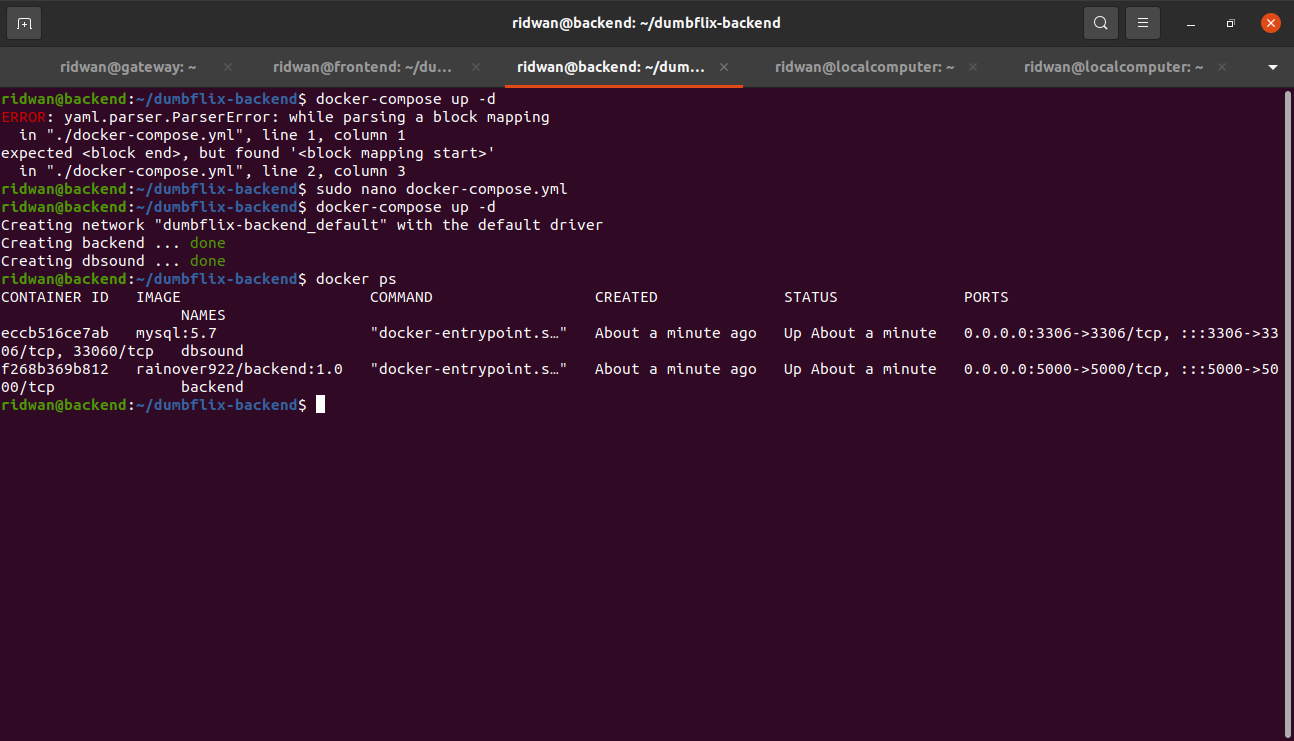 ridwan@backend: ~/dumbflix-backend
ridwan@gateway: ~
ridwan@frontend: ~/du...
ridwan@backend: ~/dum...
ridwan@localcomputer: ~
ridwan@localcomputer: ~
ridwan@backend:~/dumbflix-backend$ docker-compose up -d
ERROR: yaml.parser.ParserError: while parsing a block mapping
  in "./docker-compose.yml", line 1, column 1
expected <block end>, but found '<block mapping start>'
  in "./docker-compose.yml", line 2, column 3
ridwan@backend:~/dumbflix-backend$ sudo nano docker-compose.yml
ridwan@backend:~/dumbflix-backend$ docker-compose up -d
Creating network "dumbflix-backend_default" with the default driver
Creating backend ... done
Creating dbsound ... done
ridwan@backend:~/dumbflix-backend$ docker ps
CONTAINER ID   IMAGE                     COMMAND                  CREATED              STATUS              PORTS
                    NAMES
eccb516ce7ab   mysql:5.7                 "docker-entrypoint.s…"   About a minute ago   Up About a minute   0.0.0.0:3306->3306/tcp, :::3306->33
06/tcp, 33060/tcp   dbsound
f268b369b812   rainover922/backend:1.0   "docker-entrypoint.s…"   About a minute ago   Up About a minute   0.0.0.0:5000->5000/tcp, :::5000->50
00/tcp              backend
ridwan@backend:~/dumbflix-backend$